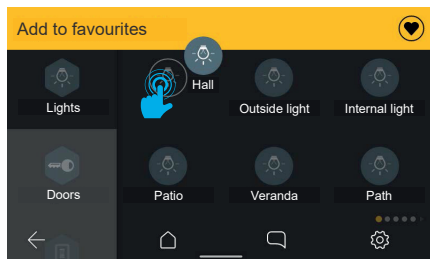 Add to favourites
Lights
Hall
Outside light
Internal light
Doors
Patio
Veranda
Path